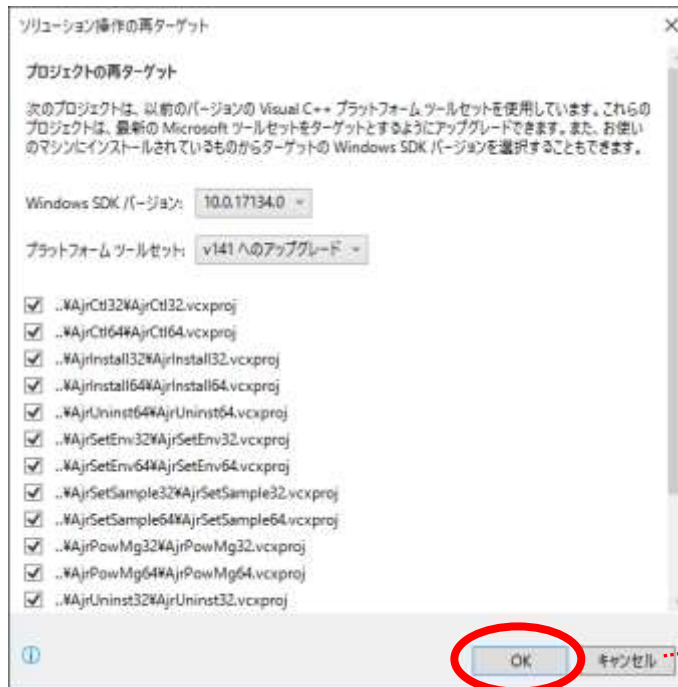 ソリューション操作の再ターゲット
プロジェクトの再ターゲット
次のプロジェクトは、以前のバージョンの Visual C++ プラットフォーム ツールセットを使用しています。これらの
プロジェクトは、最新の Microsoft ツールセットをターゲットとするようにアップグレードできます。また、お使い
のマシンにインストールされているものからターゲットの Windows SDK バージョンを選択することもできます。
Windows SDK バージョン: 10.0.17134.0
プラットフォーム ツールセット: v141 へのアップグレード
..¥AjrCtl32¥AjrCtl32.vcxproj
..¥AjrCtl64¥AjrCtl64.vcxproj
..¥AjrInstall32¥AjrInstall32.vcxproj
..¥AjrInstall64¥AjrInstall64.vcxproj
..¥AjrUninst64¥AjrUninst64.vcxproj
..¥AjrSetEnv32¥AjrSetEnv32.vcxproj
..¥AjrSetEnv64¥AjrSetEnv64.vcxproj
..¥AjrSetSample32¥AjrSetSample32.vcxproj
..¥AjrSetSample64¥AjrSetSample64.vcxproj
..¥AjrPowMg32¥AjrPowMg32.vcxproj
..¥AjrPowMg64¥AjrPowMg64.vcxproj
..¥AjrUninst32¥AjrUninst32.vcxproj
OK キャンセル